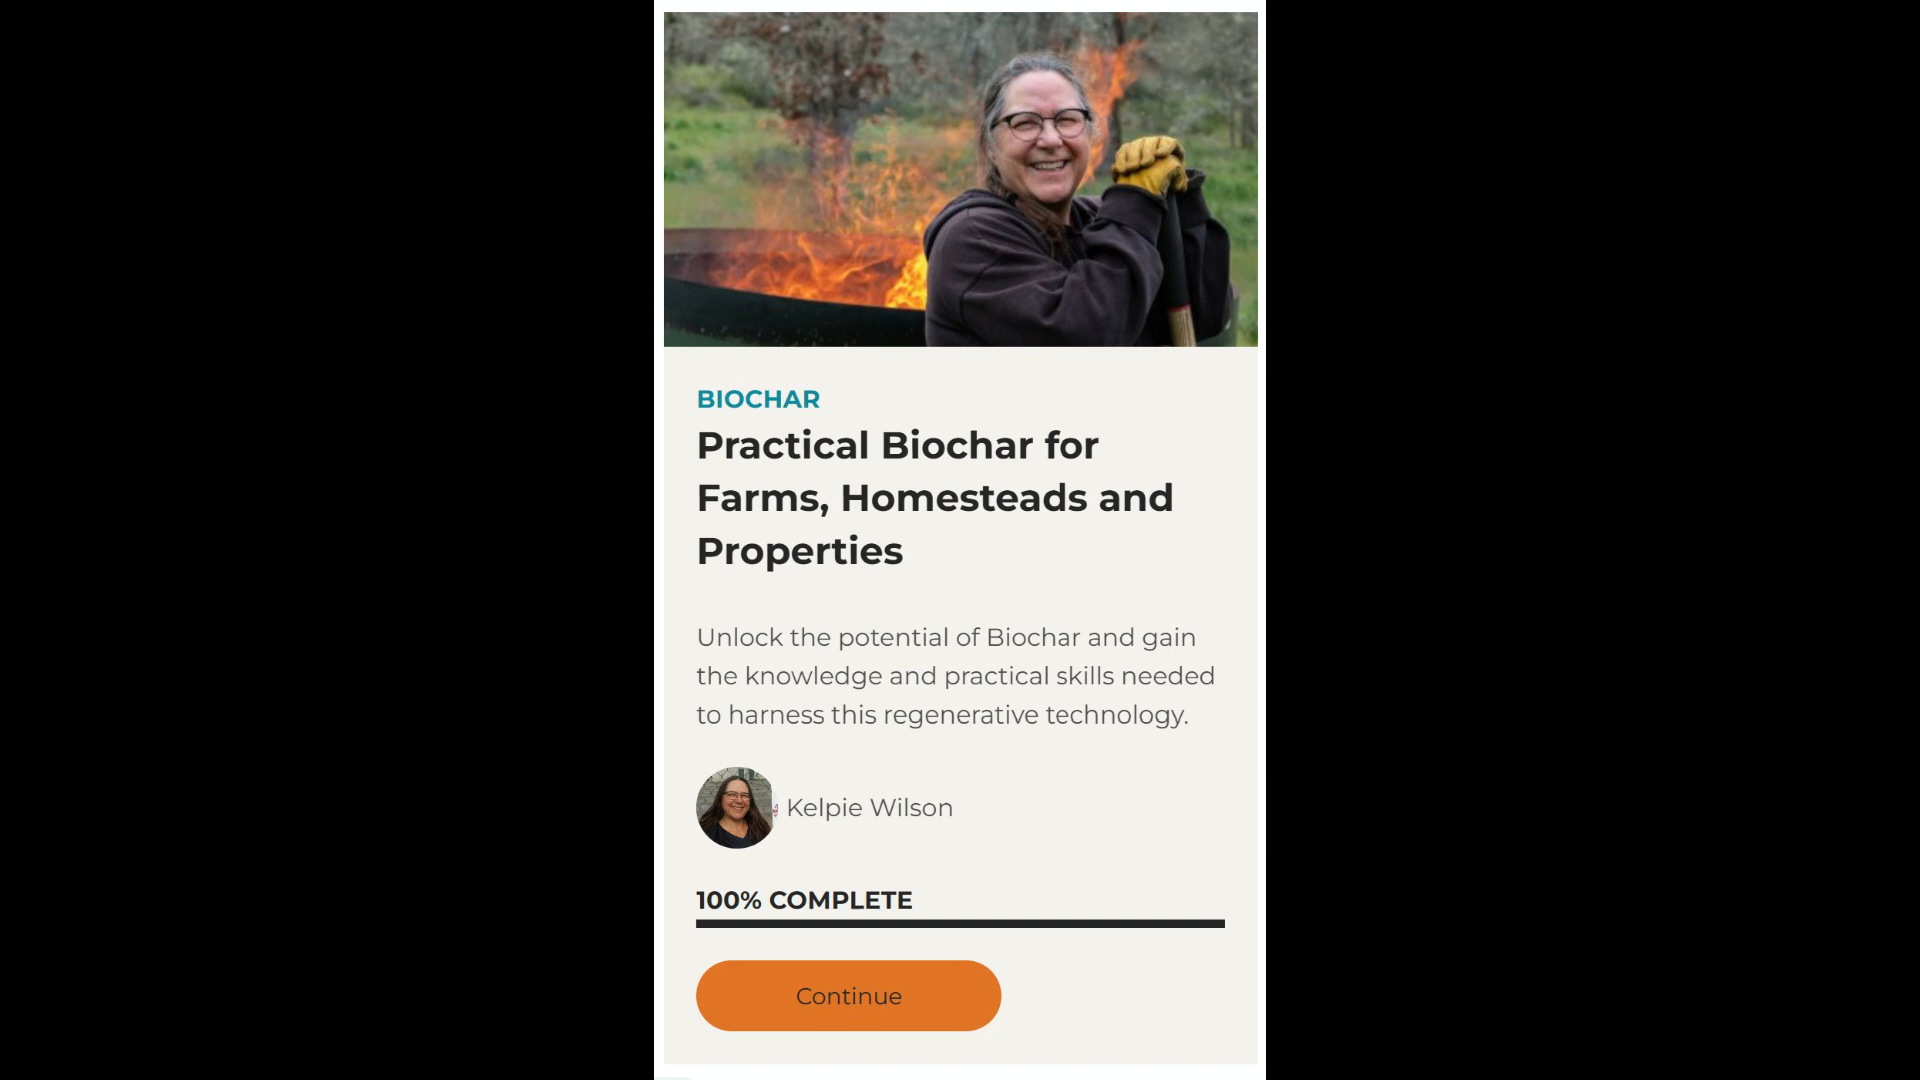 BIOCHAR
Practical Biochar for
Farms, Homesteads and
Properties
Unlock the potential of Biochar and gain
the knowledge and practical skills needed
to harness this regenerative technology.
Kelpie Wilson
100% COMPLETE
Continue